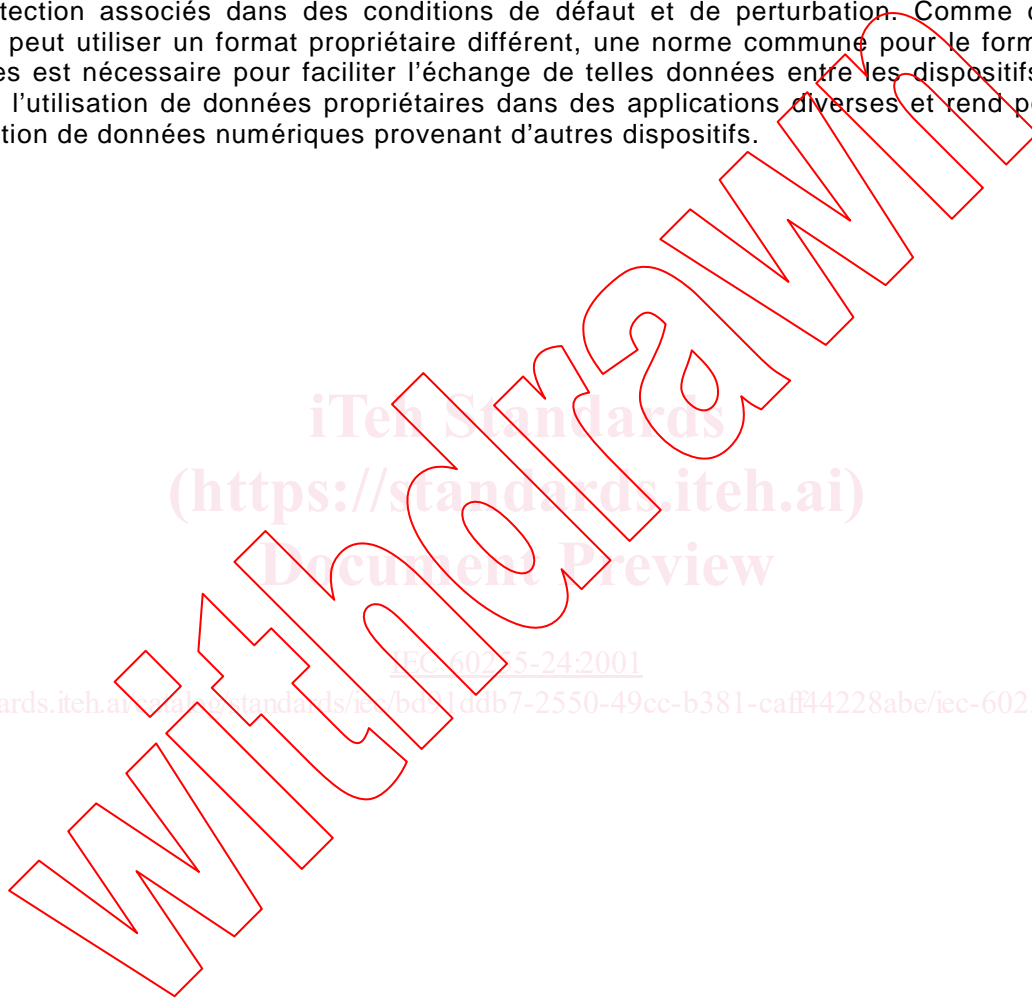 tection associés dans des conditions de défaut et de perturbation. Comme
peut utiliser un format propriétaire différent, une norme commune pour le form
es est nécessaire pour faciliter l'échange de telles données entre les dispositifs
l'utilisation de données propriétaires dans des applications diverses et rend p
tion de données numériques provenant d'autres dispositifs.
iTeh Standards
(https://standards.iteh.ai)
Document Preview
IEC 60255-24:2001
ards.iteh.ai/catalog/standards/iec/bd91ddb7-2550-49cc-b381-caff44228abe/iec-602
withdrawn